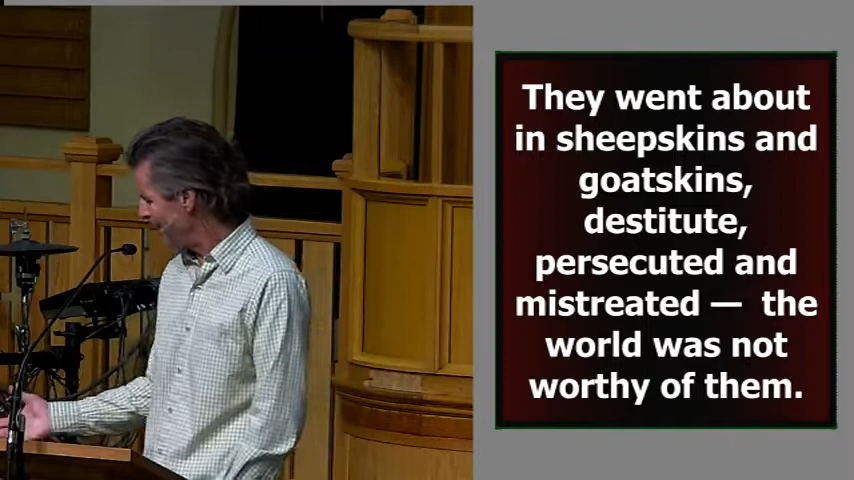 They went about
in sheepskins and
goatskins,
destitute,
persecuted and
mistreated — the
world was not
worthy of them.